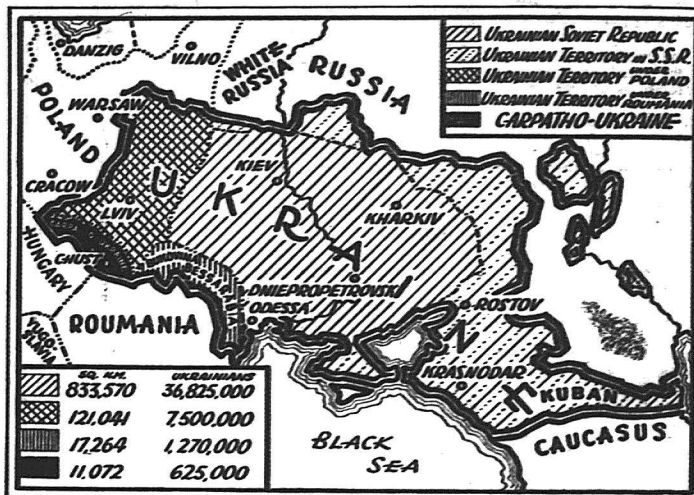 DANZIG
VILNO
WHITE-
RUSSIA
RUSSIA
POLAND
WARSAW
CRACOW
LVIV
KIEV
KHARKIV
UKRAIN
HUNGARY
CHUST
BUKOVINA
BESSARABIA
DNIEPROPETROVSK
ODESSA
ROSTOV
ROUMANIA
YUGO-
KRASNODAR
KUBAN
CAUCASUS
BLACK
SEA
UKRAINIAN SOVIET REPUBLIC
UKRAINIAN TERRITORY IN S.S.R.
UKRAINIAN TERRITORY UNDER POLAND
UKRAINIAN TERRITORY UNDER ROUMANIA
CARPATHO-UKRAINE
SQ. KM. UKRAINIANS
833,570 36,825,000
121,041 7,500,000
17,264 1,270,000
11,072 625,000